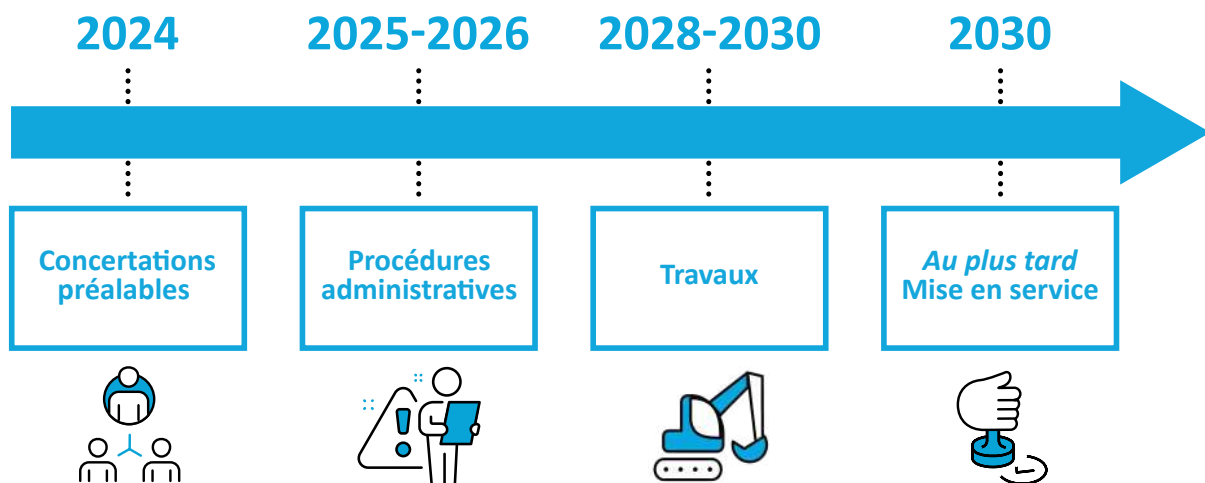 2024
2025-2026
2028-2030
2030
Concertations
préalables
Procédures
administratives
Travaux
Au plus tard
Mise en service